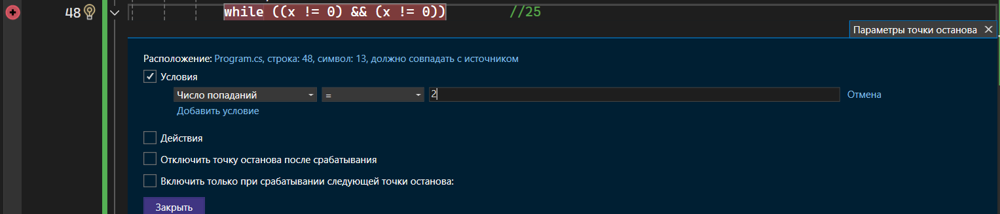 48 while ((x != 0) && (x != 0)) //25
Параметры точки останова
Расположение: Program.cs, строка: 48, символ: 13, должно совпадать с источником
Условия
Число попаданий = 2 Отмена
Добавить условие
Действия
Отключить точку останова после срабатывания
Включить только при срабатывании следующей точки останова:
Закрыть